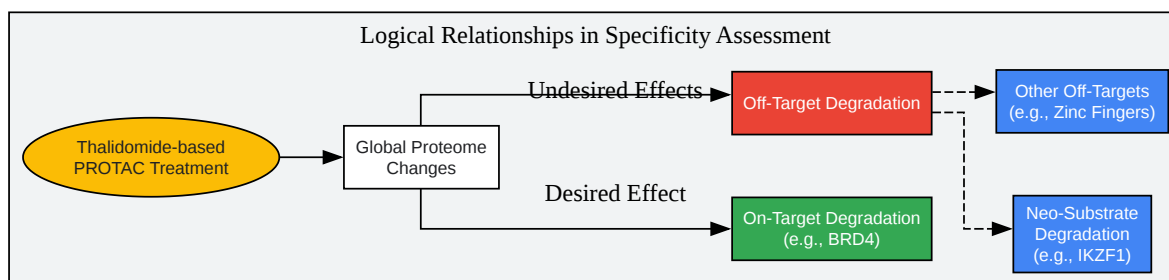 Logical Relationships in Specificity Assessment
Thalidomide-based
PROTAC Treatment
Global Proteome
Changes
Undesired Effects
Off-Target Degradation
Other Off-Targets
(e.g., Zinc Fingers)
Desired Effect
On-Target Degradation
(e.g., BRD4)
Neo-Substrate
Degradation
(e.g., IKZF1)